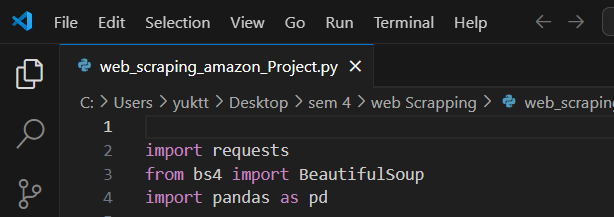 File Edit Selection View Go Run Terminal Help
web_scraping_amazon_Project.py
C: > Users > yuktt > Desktop > sem 4 > web Scrapping > web_scraping
1
2 import requests
3 from bs4 import BeautifulSoup
4 import pandas as pd